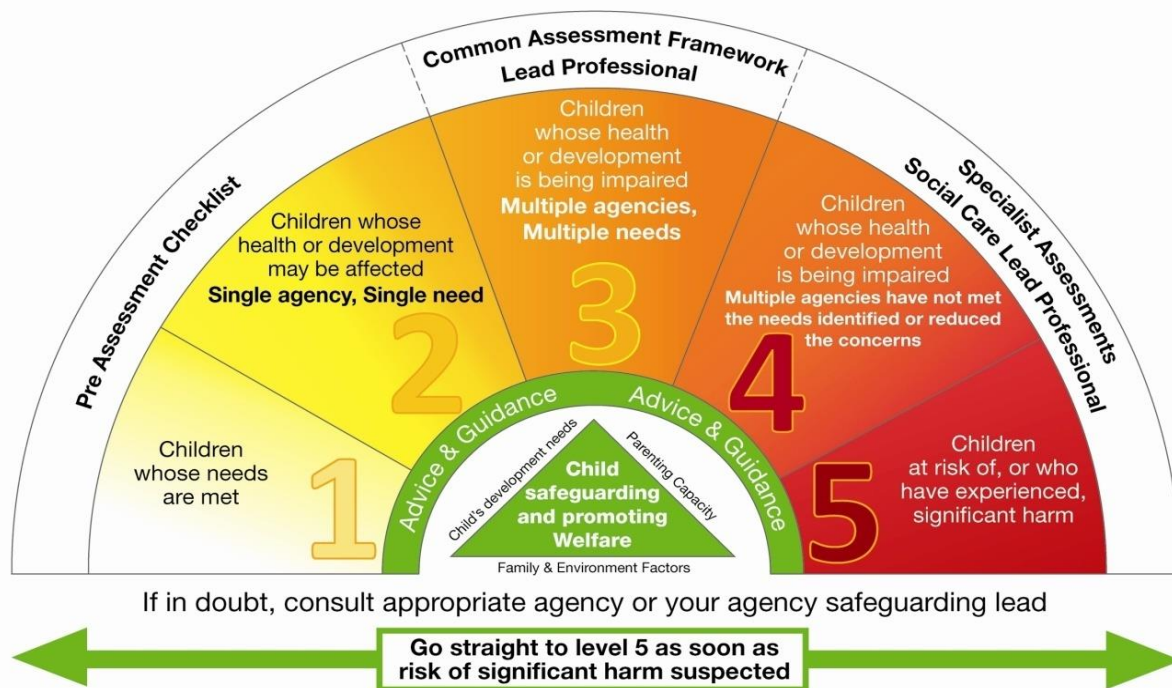 Pre Assessment Checklist
Common Assessment Framework
Lead Professional
Specialist Assessments
Social Care Lead Professional
Children
whose needs
are met
1
Children whose
health or development
may be affected
Single agency, Single need
2
Children
whose health
or development
is being impaired
Multiple agencies,
Multiple needs
3
Children
whose health
or development
is being impaired
Multiple agencies have not met
the needs identified or reduced
the concerns
4
Children
at risk of, or who
have experienced,
significant harm
5
Advice & Guidance
Advice & Guidance
Child's development needs
Parenting Capacity
Child
safeguarding
and promoting
Welfare
Family & Environment Factors
If in doubt, consult appropriate agency or your agency safeguarding lead
Go straight to level 5 as soon as
risk of significant harm suspected